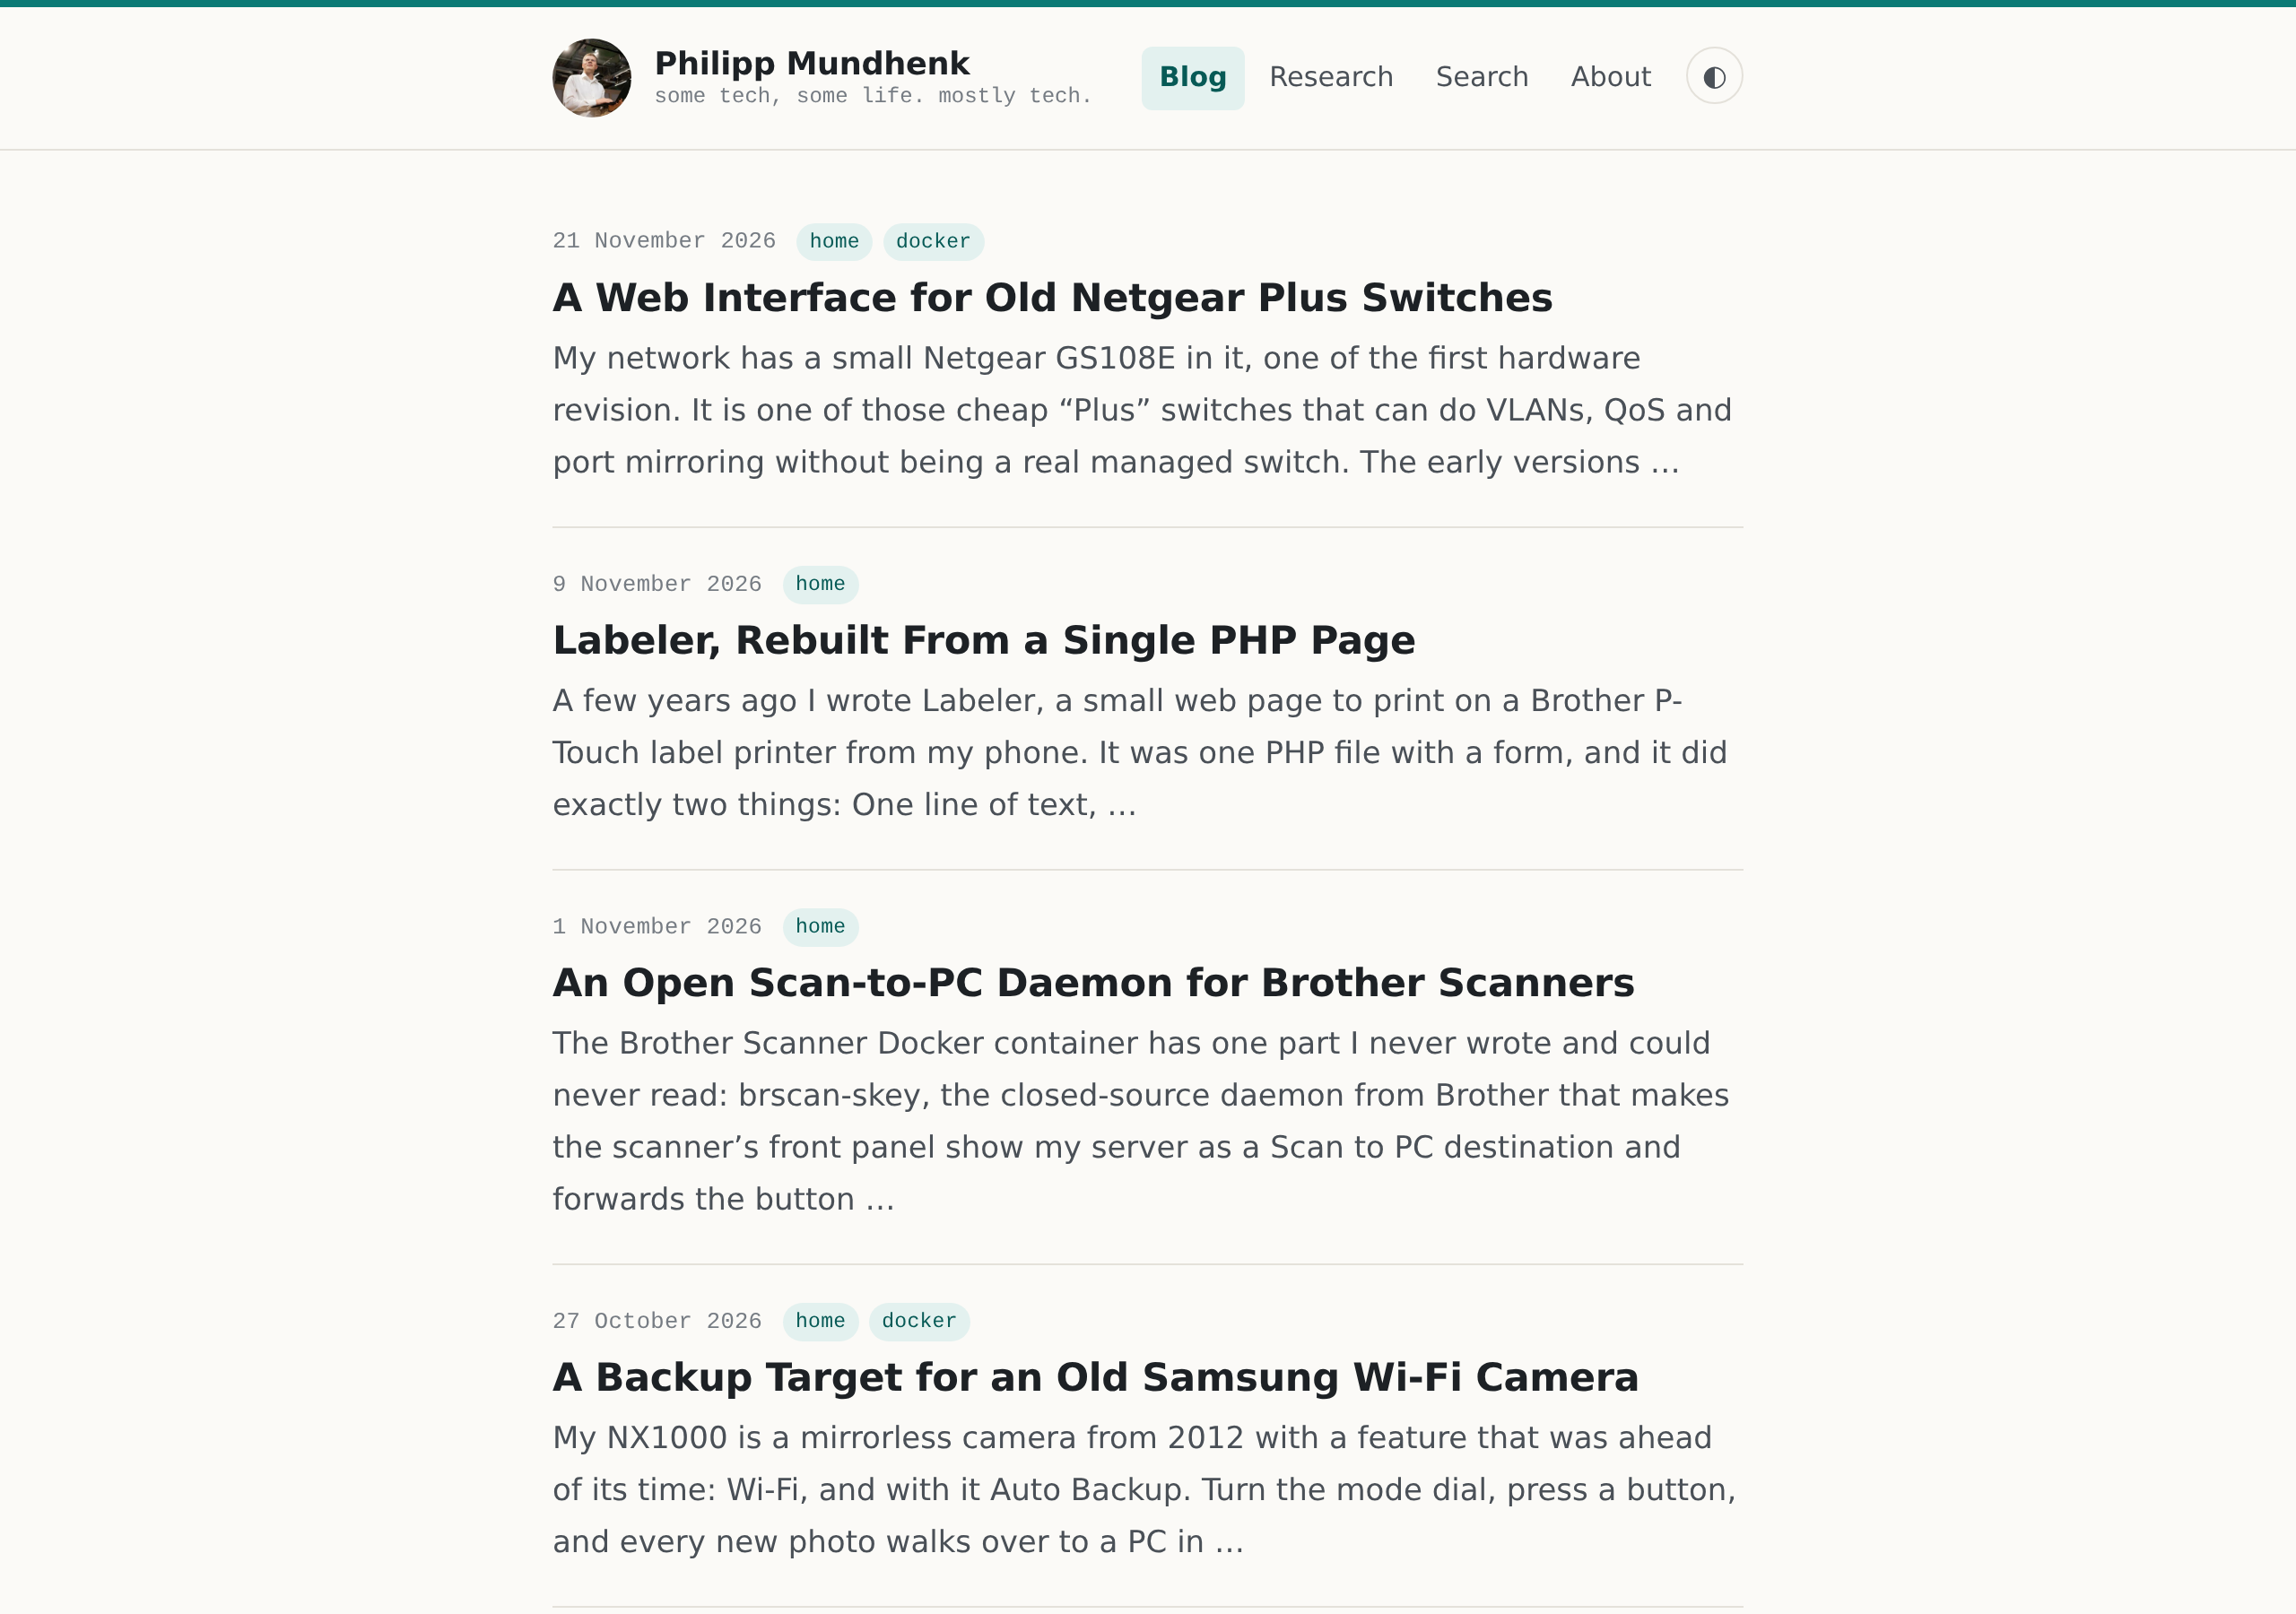 Philipp Mundhenk
some tech, some life. mostly tech.
Blog
Research
Search
About
21 November 2026 home docker
A Web Interface for Old Netgear Plus Switches
My network has a small Netgear GS108E in it, one of the first hardware
revision. It is one of those cheap “Plus” switches that can do VLANs, QoS and
port mirroring without being a real managed switch. The early versions …
9 November 2026 home
Labeler, Rebuilt From a Single PHP Page
A few years ago I wrote Labeler, a small web page to print on a Brother P-
Touch label printer from my phone. It was one PHP file with a form, and it did
exactly two things: One line of text, …
1 November 2026 home
An Open Scan-to-PC Daemon for Brother Scanners
The Brother Scanner Docker container has one part I never wrote and could
never read: brscan-skey, the closed-source daemon from Brother that makes
the scanner’s front panel show my server as a Scan to PC destination and
forwards the button …
27 October 2026 home docker
A Backup Target for an Old Samsung Wi-Fi Camera
My NX1000 is a mirrorless camera from 2012 with a feature that was ahead
of its time: Wi-Fi, and with it Auto Backup. Turn the mode dial, press a button,
and every new photo walks over to a PC in …